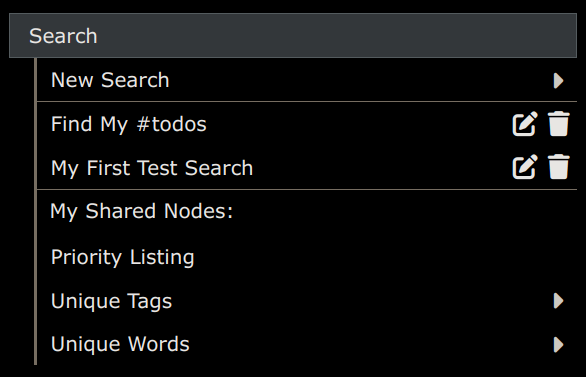 Search
New Search
Find My #todos
My First Test Search
My Shared Nodes:
Priority Listing
Unique Tags
Unique Words